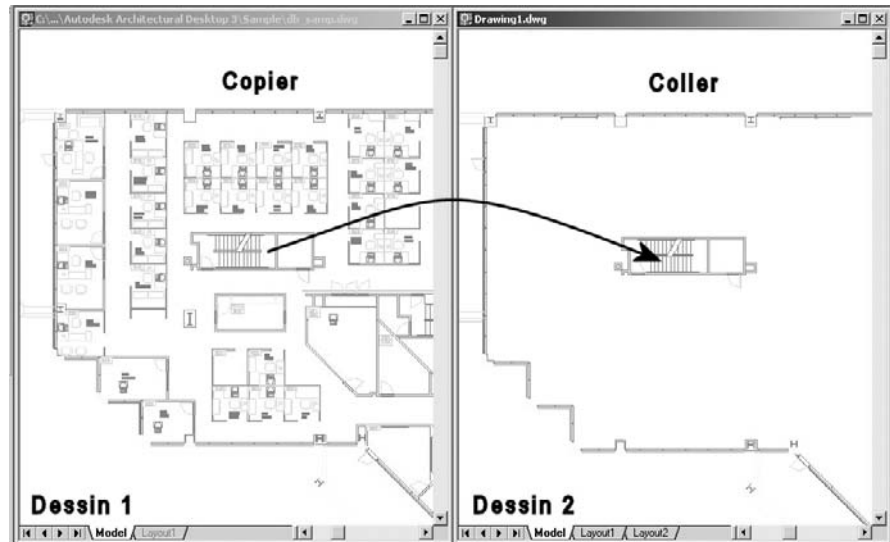 C:\...\Autodesk Architectural Desktop 3\Sample\db_samp.dwg
Drawing1.dwg
Copier
Coller
Dessin 1
Dessin 2
Model
Layout1
Model
Layout1
Layout2